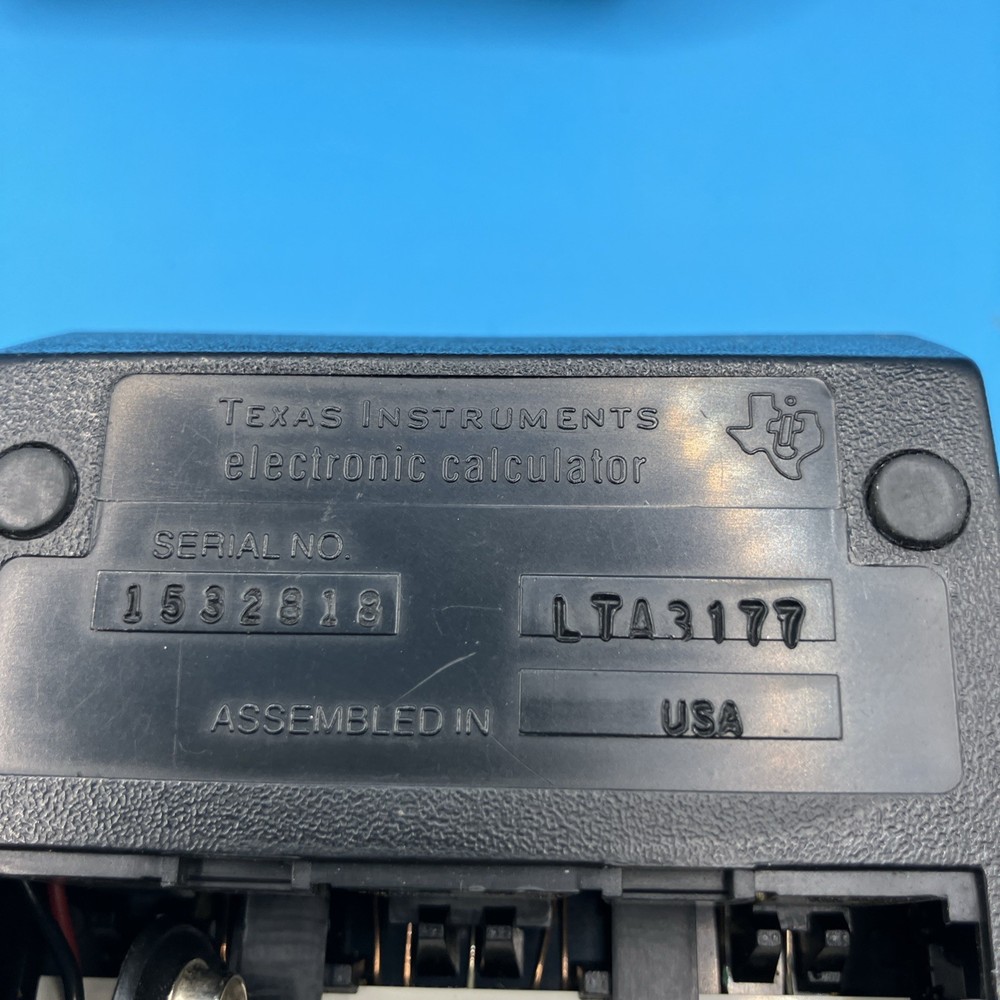 TEXAS INSTRUMENTS
electronic calculator
SERIAL NO.
1532818
LTA3177
ASSEMBLED IN USA